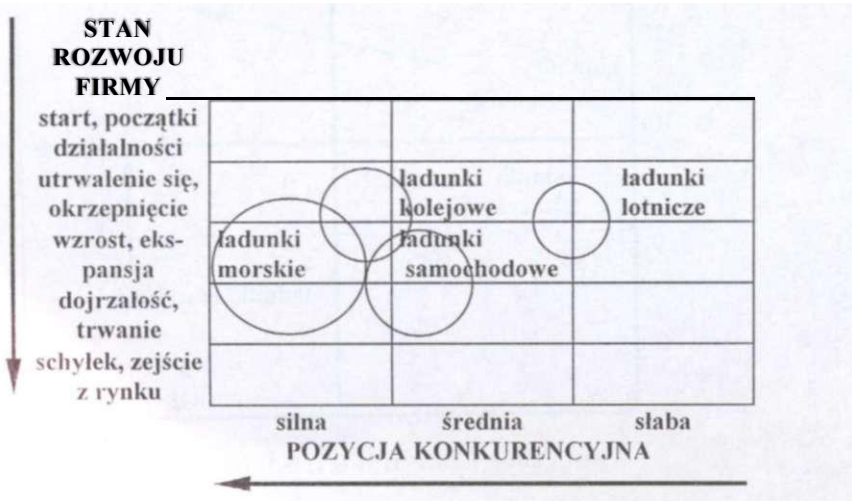 STAN
ROZWOJU
FIRMY
start, początki
działalności
utrwalenie się,
okrzepnięcie
wzrost, eks-
pansja
dojrzałość,
trwanie
schyłek, zejście
z rynku
ładunki
kolejowe
ładunki
lotnicze
ładunki
morskie
ładunki
samochodowe
silna
średnia
słaba
POZYCJA KONKURENCYJNA